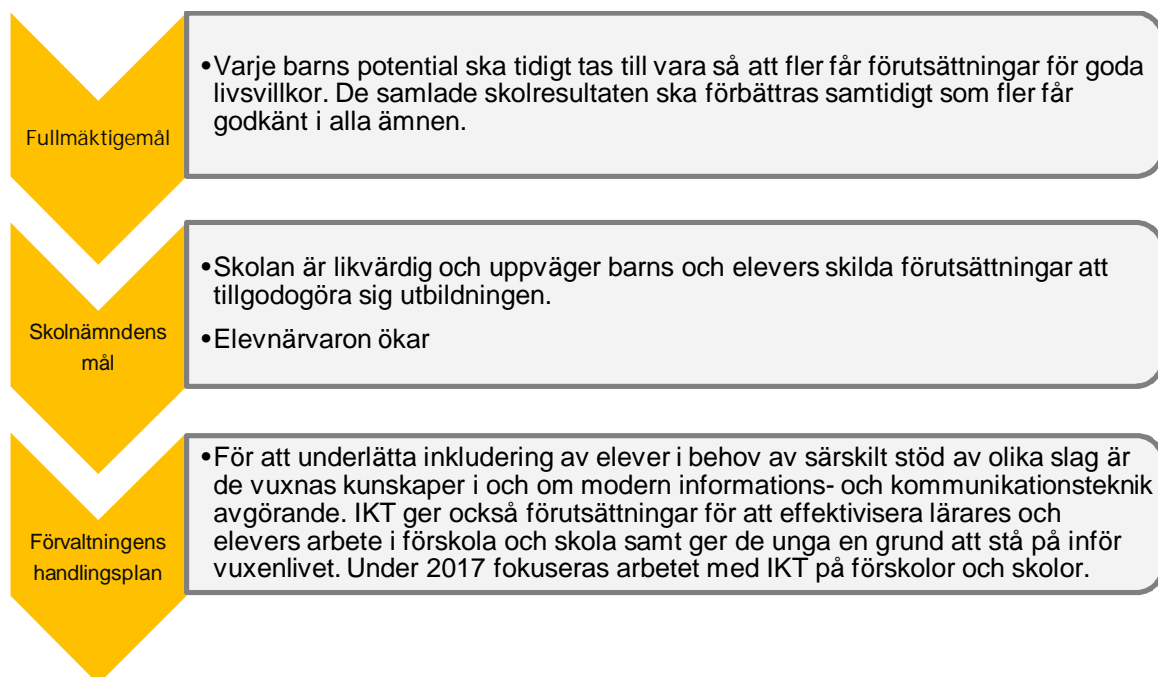 Fullmäktigemål
•Varje barns potential ska tidigt tas till vara så att fler får förutsättningar för goda
livsvillkor. De samlade skolresultaten ska förbättras samtidigt som fler får
godkänt i alla ämnen.
Skolnämndens
mål
•Skolan är likvärdig och uppväger barns och elevers skilda förutsättningar att
tillgodogöra sig utbildningen.
•Elevnärvaron ökar
Förvaltningens
handlingsplan
•För att underlätta inkludering av elever i behov av särskilt stöd av olika slag är
de vuxnas kunskaper i och om modern informations- och kommunikationsteknik
avgörande. IKT ger också förutsättningar för att effektivisera lärares och
elevers arbete i förskola och skola samt ger de unga en grund att stå på inför
vuxenlivet. Under 2017 fokuseras arbetet med IKT på förskolor och skolor.